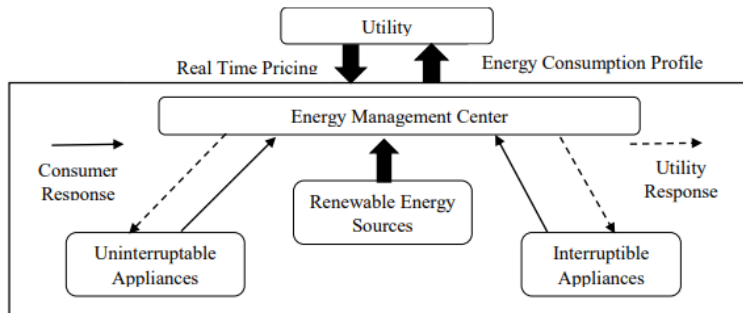 Utility
Real Time Pricing
Energy Consumption Profile
Energy Management Center
Consumer
Response
Utility
Response
Renewable Energy
Sources
Uninterruptable
Appliances
Interruptible
Appliances